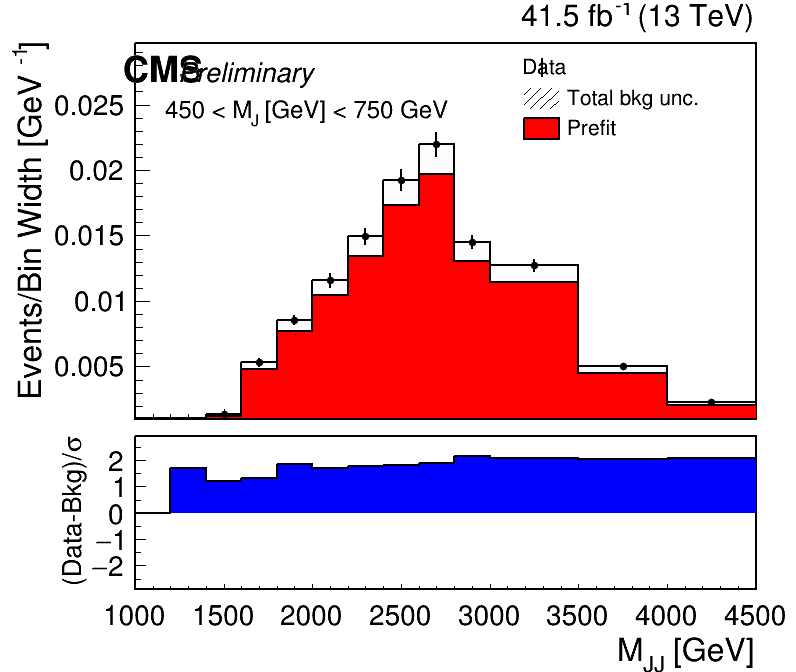 41.5 fb-1 (13 TeV)
CMS Preliminary
Data
450 < MJ [GeV] < 750 GeV
Total bkg unc.
Prefit
Events/Bin Width [GeV-1]
0.025
0.02
0.015
0.01
0.005
(Data-Bkg)/σ
2
1
0
−1
−2
1000 1500 2000 2500 3000 3500 4000 4500
MJJ [GeV]